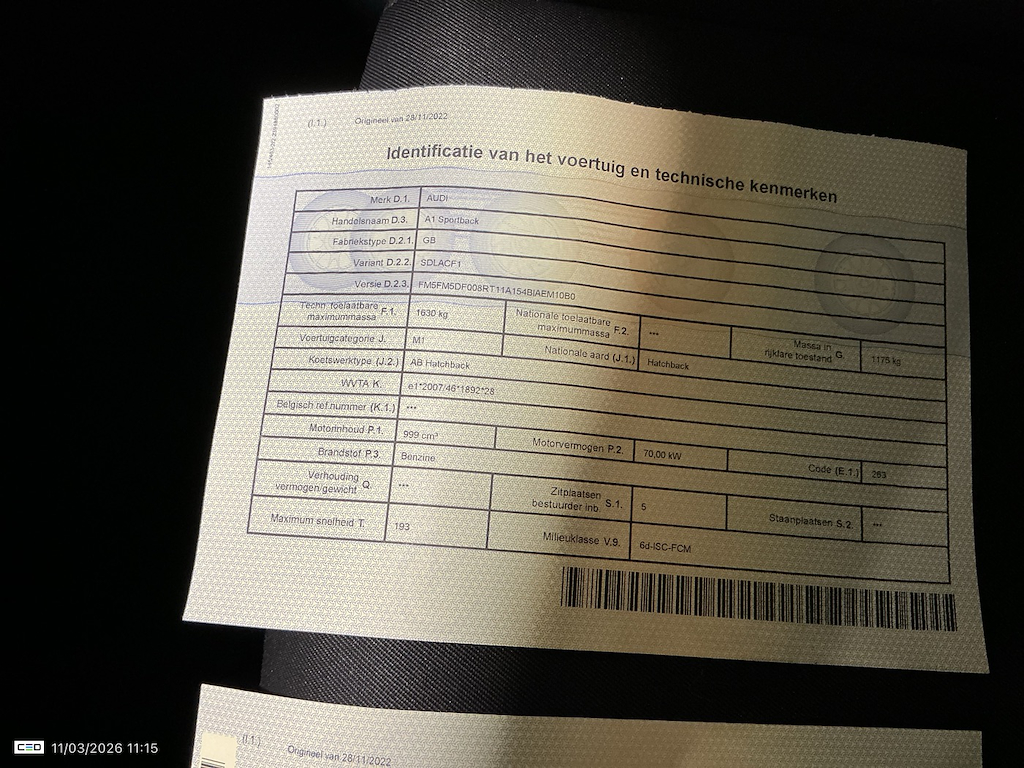 (I.1.) Origineel van 28/11/2022
Identificatie van het voertuig en technische kenmerken
Merk D.1. AUDI
Handelsnaam D.3. A1 Sportback
Fabriekstype D.2.1. GB
Variant D.2.2. SDLACF1
Versie D.2.3. FM5FM5DF008RT11A154BIAEM10B0
Techn. toelaatbare maximummassa F.1. 1630 kg Nationale toelaatbare maximummassa F.2. *** Massa in rijklare toestand G. 1175 kg
Voertuigcategorie J. M1 Nationale aard (J.1.) Hatchback
Koetswerktype (J.2.) AB Hatchback
WVTA K. e1*2007/46*1892*28
Belgisch ref.nummer (K.1.) ***
Motorinhoud P.1. 999 cm³ Motorvermogen P.2. 70,00 kW Code (E.1.) 263
Brandstof P.3. Benzine
Verhouding vermogen/gewicht Q. *** Zitplaatsen bestuurder inb. S.1. 5 Staanplaatsen S.2. ***
Maximum snelheid T. 193 Milieuklasse V.9. 6d-ISC-FCM
(I.1.) Origineel van 28/11/2022
11/03/2026 11:15